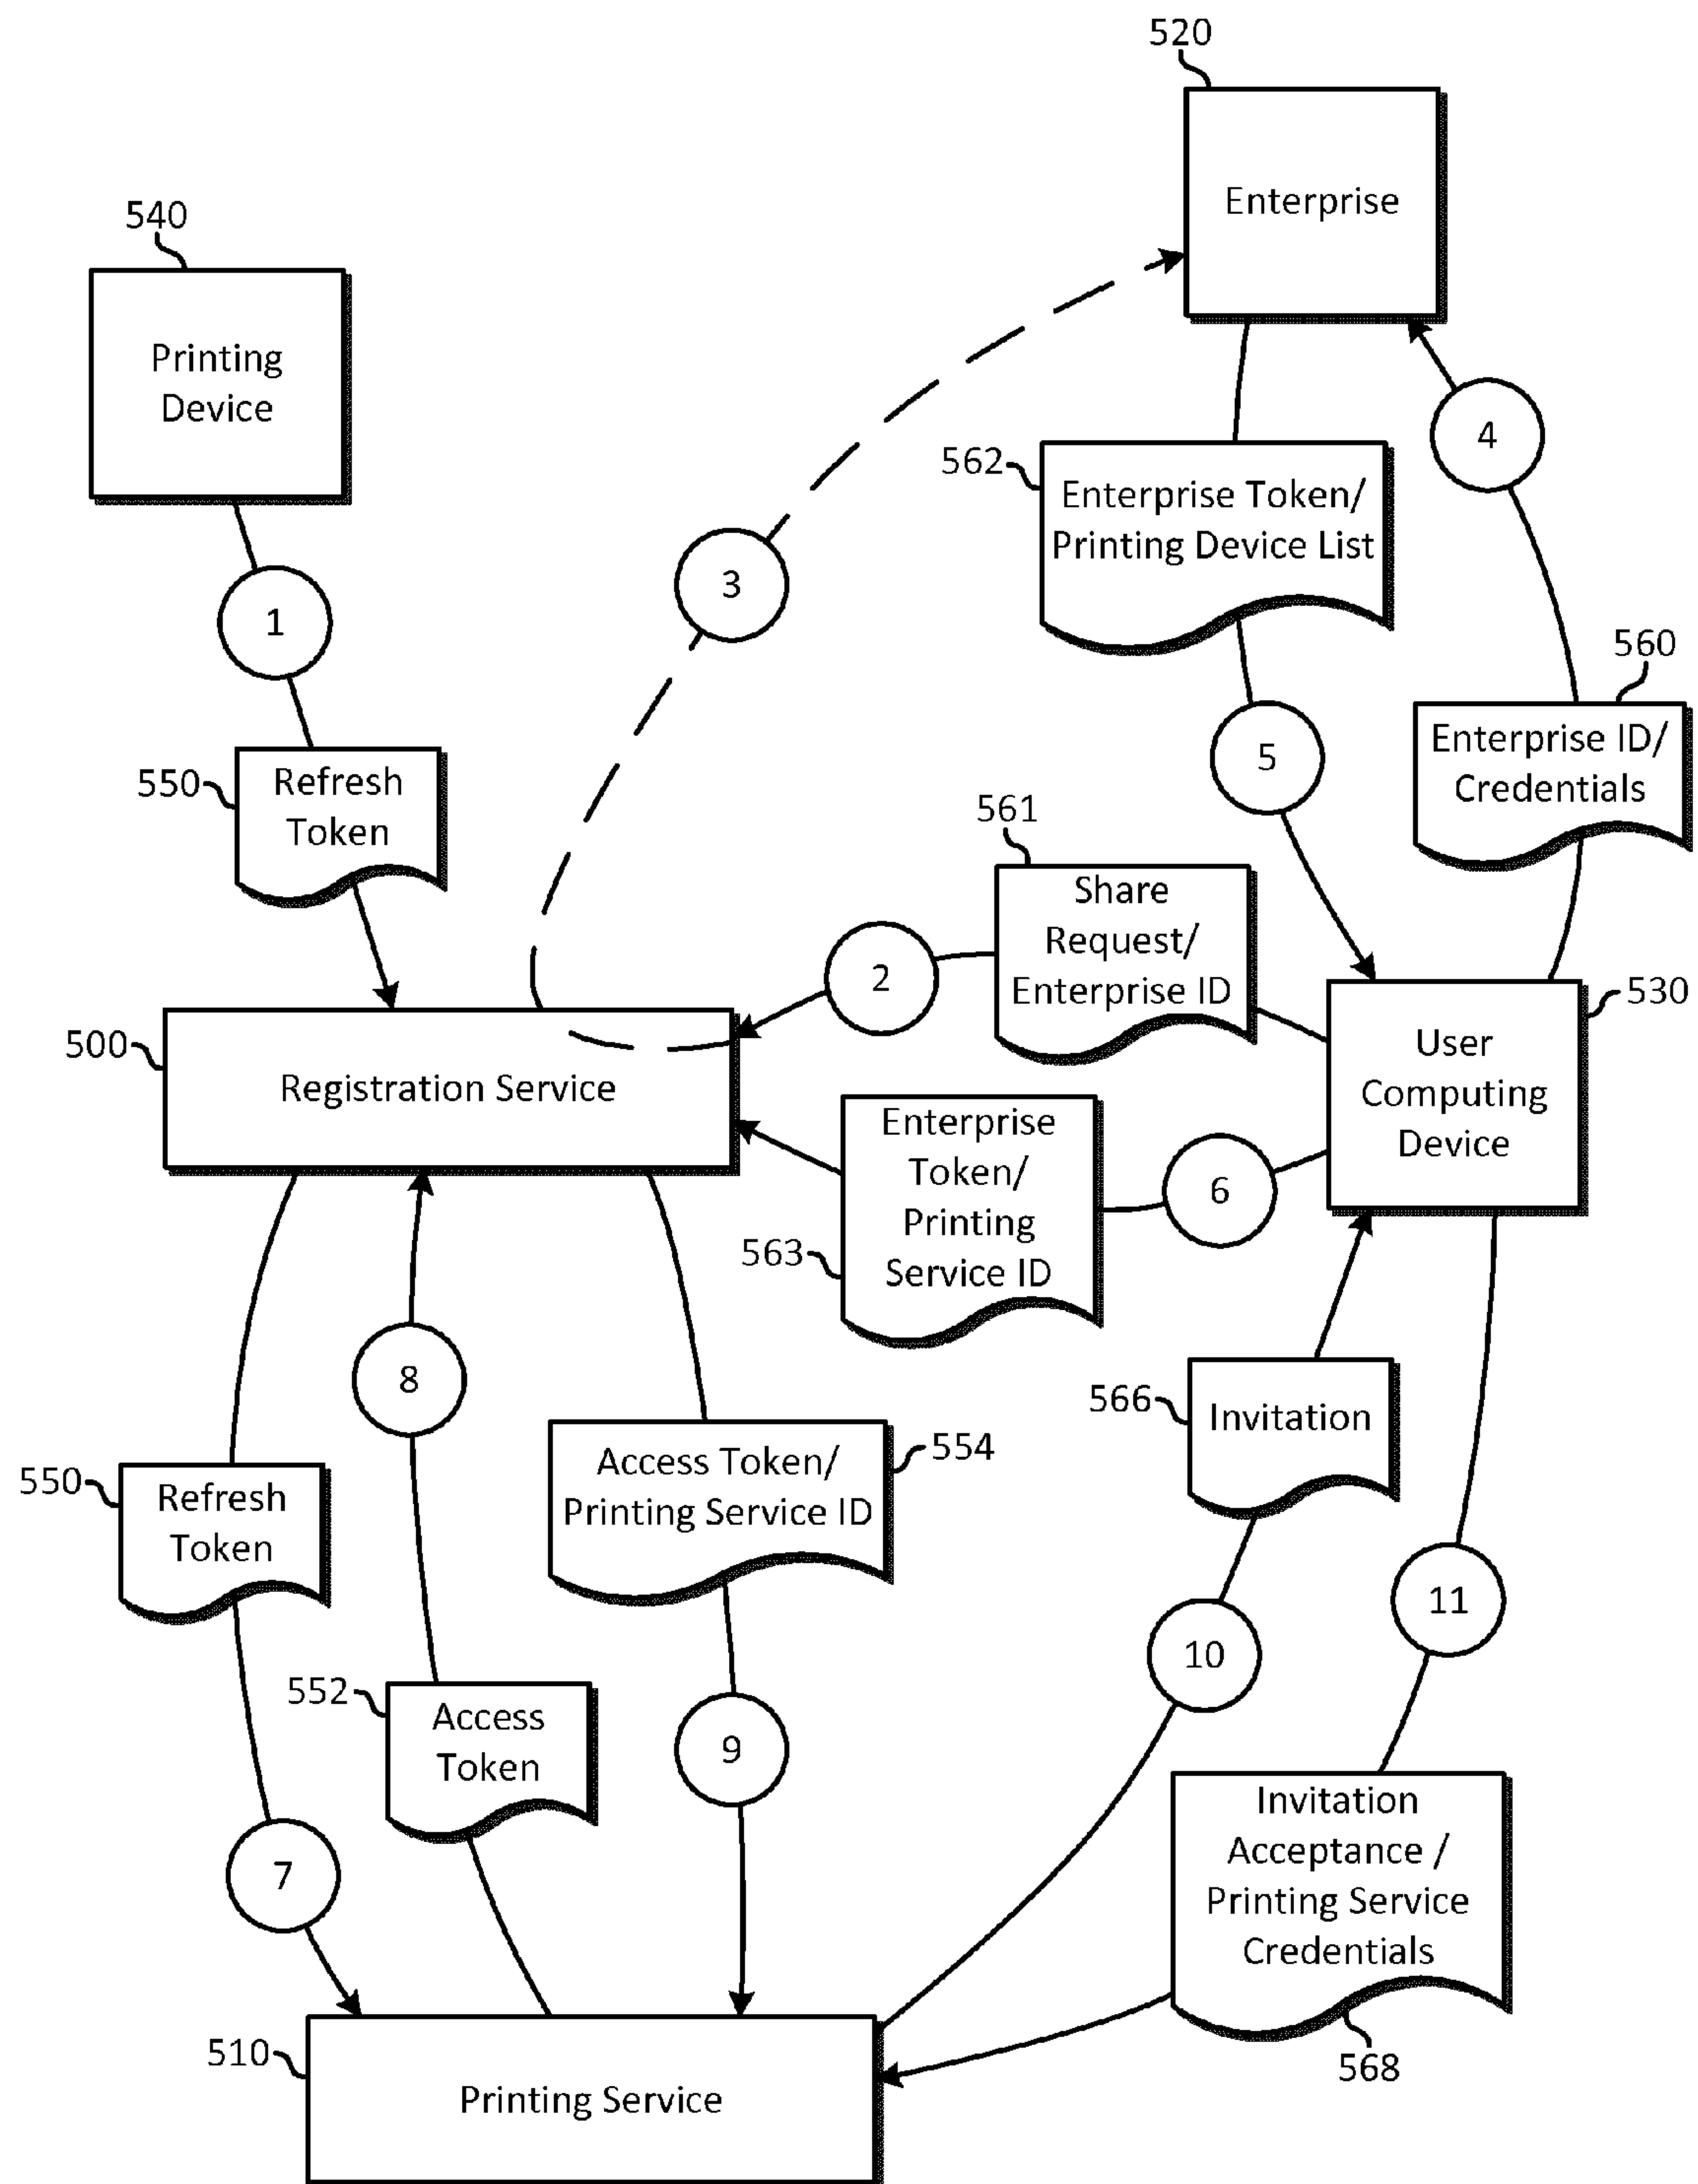 520
Enterprise
540
Printing
Device
4
562
Enterprise Token/
Printing Device List
3
1
560
Enterprise ID/
Credentials
5
550
Refresh
Token
561
Share
Request/
Enterprise ID
2
530
User
Computing
Device
500
Registration Service
Enterprise
Token/
Printing
Service ID
563
6
8
566
Invitation
554
Access Token/
Printing Service ID
550
Refresh
Token
11
10
552
Access
Token
9
7
Invitation
Acceptance /
Printing Service
Credentials
568
510
Printing Service